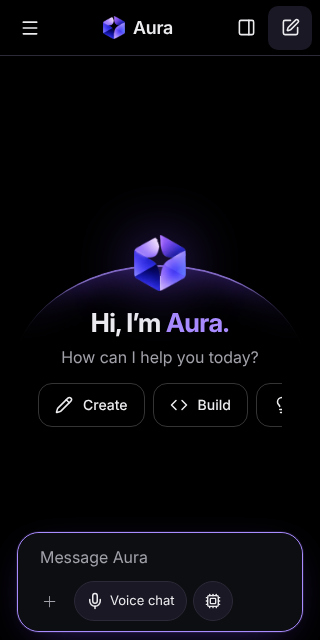 Aura
Hi, I’m Aura.
How can I help you today?
Create
Build
Message Aura
Voice chat